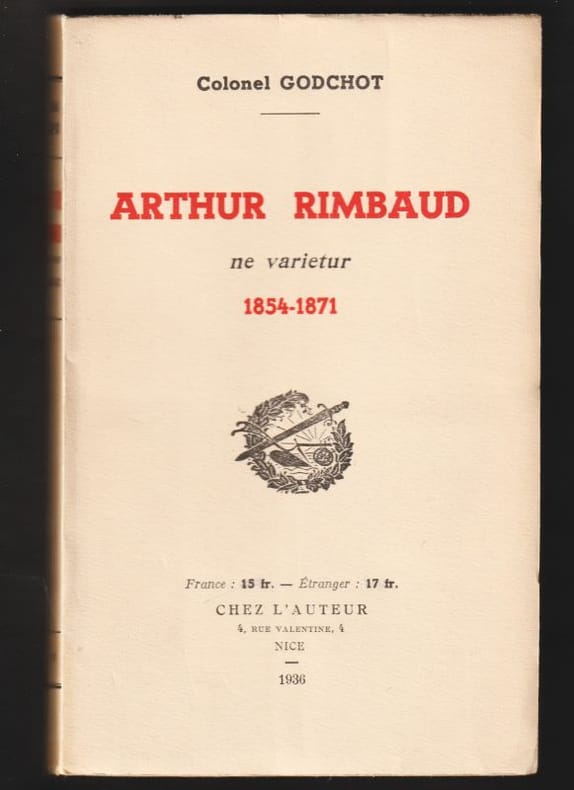 Colonel GODCHOT
ARTHUR RIMBAUD
ne varietur
1854-1871
France : 15 fr. — Étranger : 17 fr.
CHEZ L'AUTEUR
4, RUE VALENTINE, 4
NICE
1936